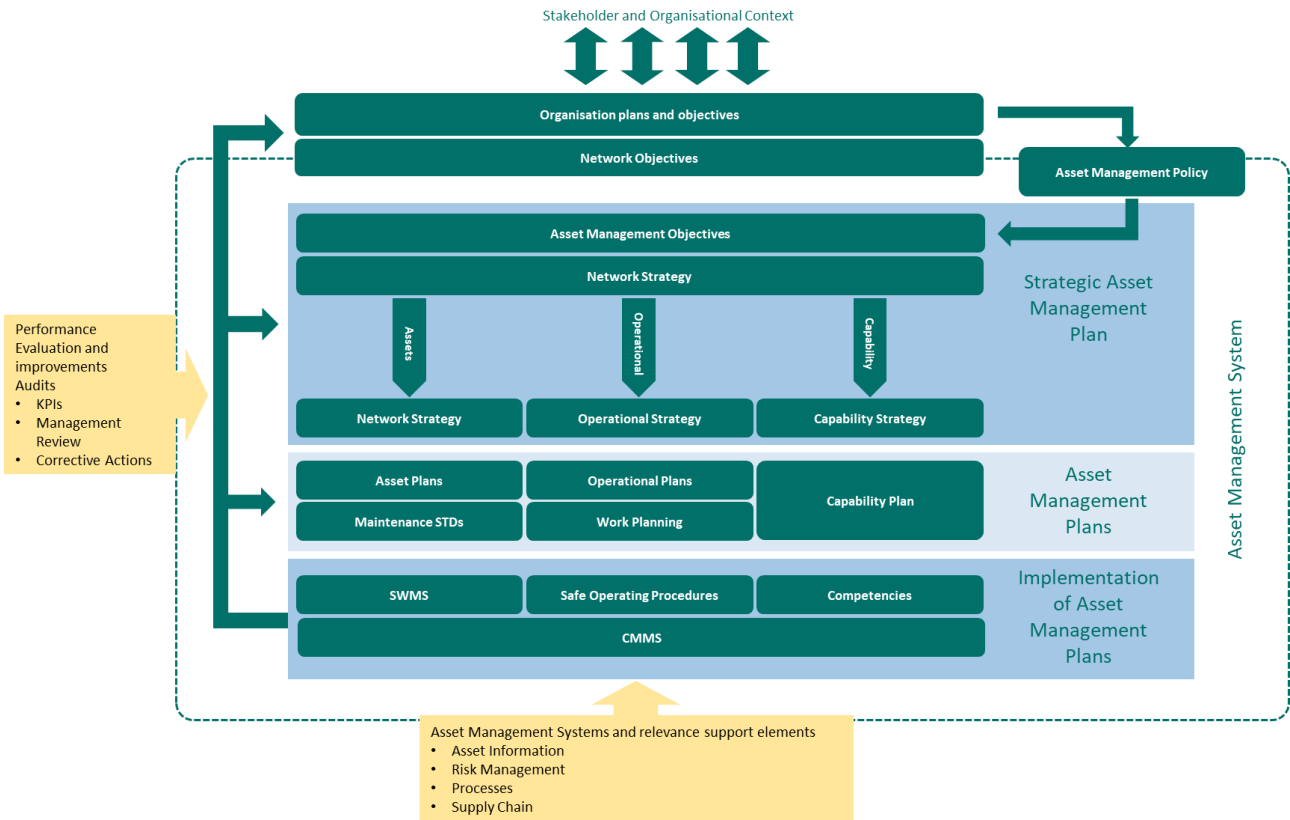 Stakeholder and Organisational Context
Organisation plans and objectives
Network Objectives
Asset Management Policy
Asset Management Objectives
Network Strategy
Assets
Operational
Capability
Network Strategy
Operational Strategy
Capability Strategy
Strategic Asset
Management
Plan
Performance
Evaluation and
improvements
Audits
• KPIs
• Management
Review
• Corrective Actions
Asset Plans
Operational Plans
Capability Plan
Maintenance STDs
Work Planning
Asset
Management
Plans
SWMS
Safe Operating Procedures
Competencies
CMMS
Implementation
of Asset
Management
Plans
Asset Management System
Asset Management Systems and relevance support elements
• Asset Information
• Risk Management
• Processes
• Supply Chain